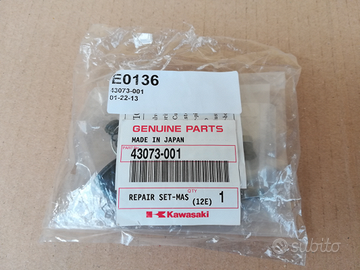 E0136
43073-001
01-22-13
GENUINE PARTS
MADE IN JAPAN
43073-001
REPAIR SET-MAS
QTY
(12E)
1
Kawasaki
subito